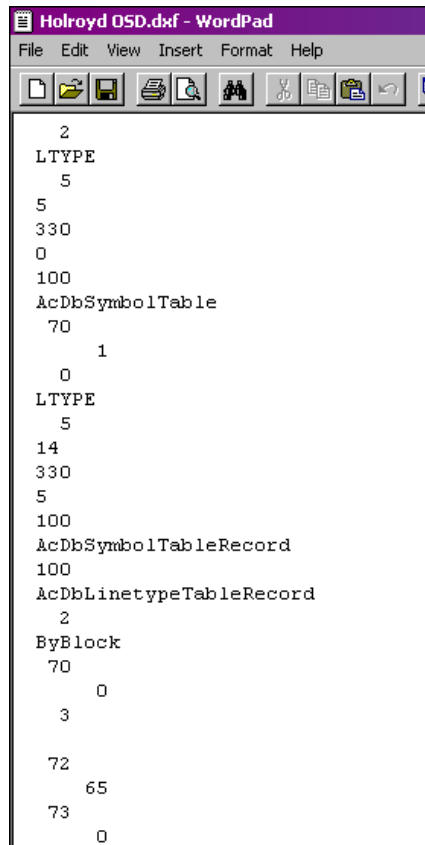 Holroyd OSD.dxf - WordPad
File Edit View Insert Format Help
2
LTYPE
5
5
330
0
100
AcDbSymbolTable
70
1
0
LTYPE
5
14
330
5
100
AcDbSymbolTableRecord
100
AcDbLinetypeTableRecord
2
ByBlock
70
0
3
72
65
73
0